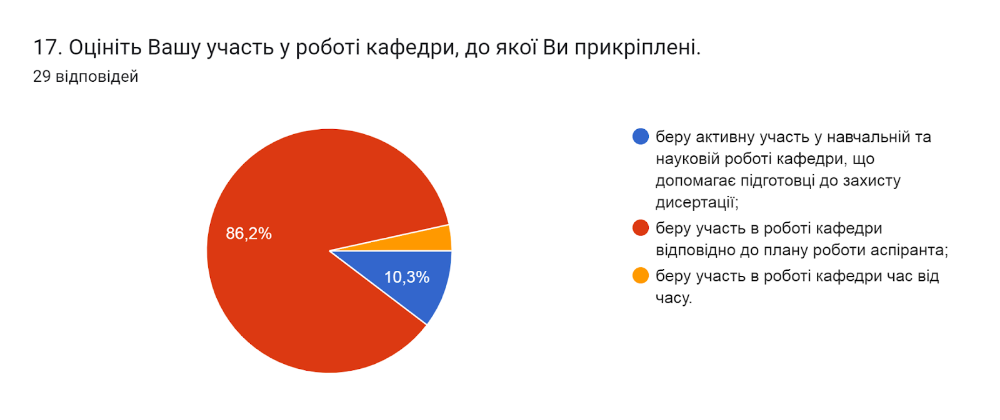 17. Оцініть Вашу участь у роботі кафедри, до якої Ви прикріплені.
29 відповідей
86,2%
10,3%
беру активну участь у навчальній та
науковій роботі кафедри, що
допомагає підготовці до захисту
дисертації;
беру участь в роботі кафедри
відповідно до плану роботи аспіранта;
беру участь в роботі кафедри час від
часу.